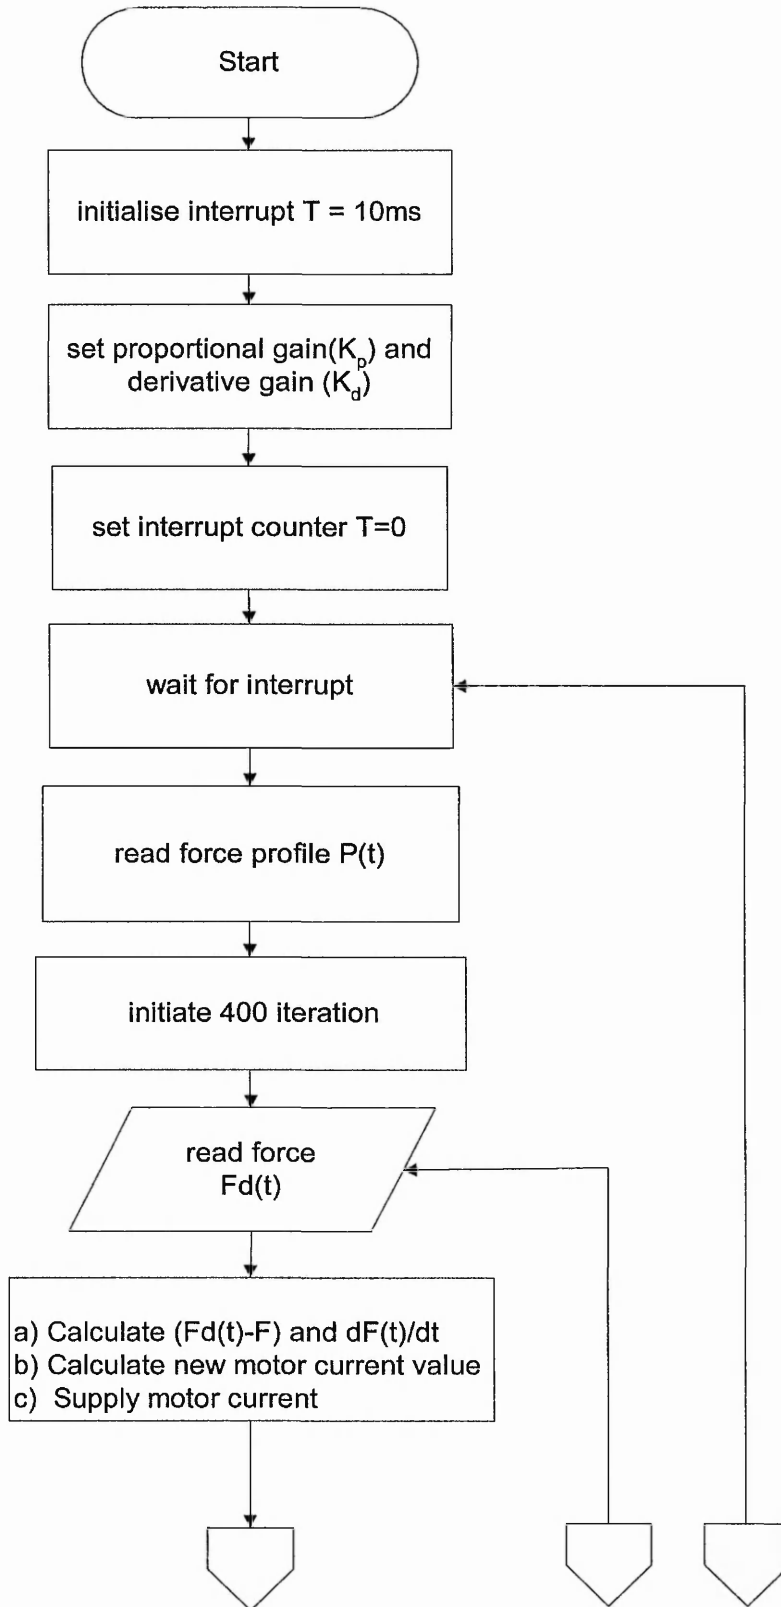 Start
initialise interrupt T = 10ms
set proportional gain(Kp) and
derivative gain (Kd)
set interrupt counter T=0
wait for interrupt
read force profile P(t)
initiate 400 iteration
read force
Fd(t)
a) Calculate (Fd(t)-F) and dF(t)/dt
b) Calculate new motor current value
c) Supply motor current